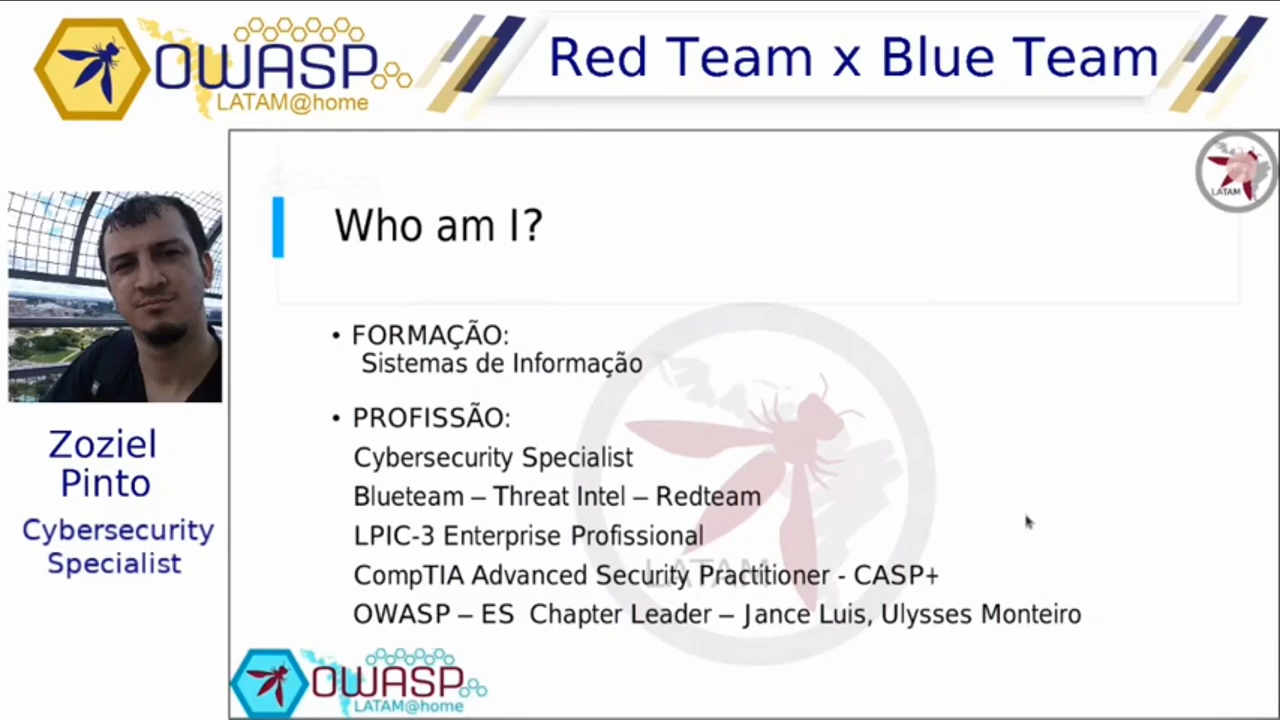 OWASP
LATAM@home
Red Team x Blue Team
LATAM
Who am I?
• FORMAÇÃO:
Sistemas de Informação
• PROFISSÃO:
Cybersecurity Specialist
Blueteam – Threat Intel – Redteam
LPIC-3 Enterprise Profissional
CompTIA Advanced Security Practitioner - CASP+
OWASP – ES Chapter Leader – Jance Luis, Ulysses Monteiro
LATAM
Zoziel
Pinto
Cybersecurity
Specialist
OWASP
LATAM@home